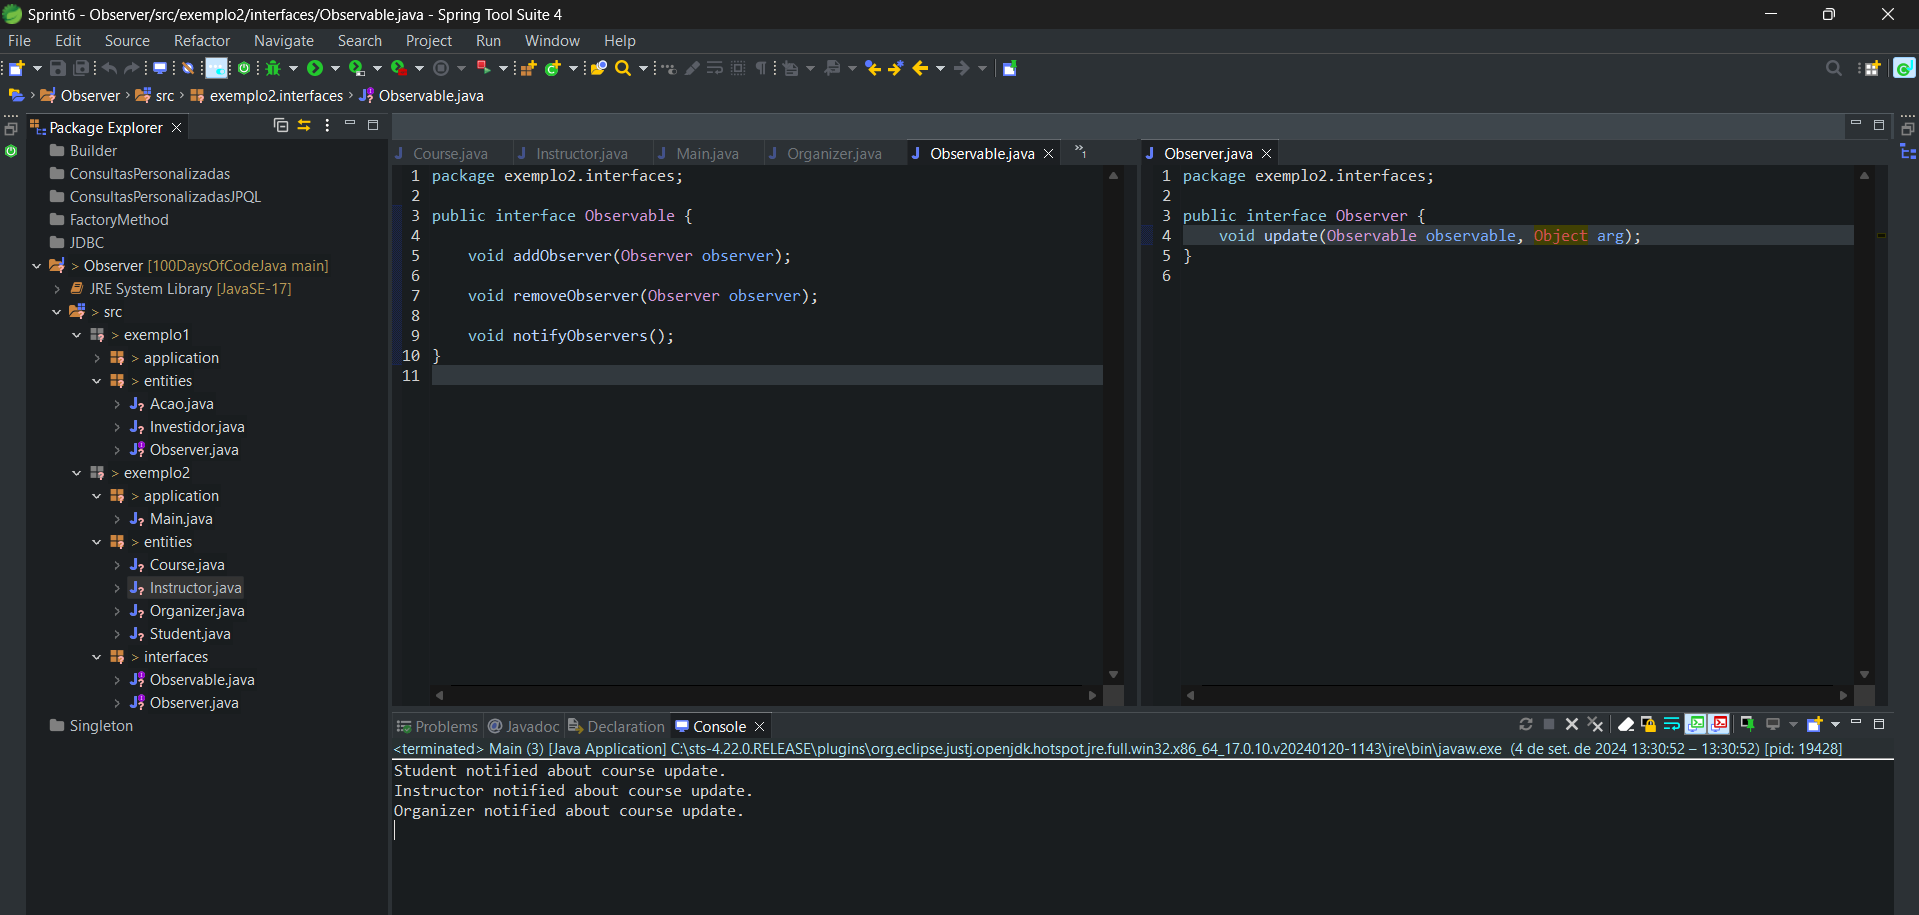 Sprint6 - Observer/src/exemplo2/interfaces/Observable.java - Spring Tool Suite 4
File Edit Source Refactor Navigate Search Project Run Window Help
Observer › src › exemplo2.interfaces › Observable.java
Package Explorer
Builder
ConsultasPersonalizadas
ConsultasPersonalizadasJPQL
FactoryMethod
JDBC
> Observer [100DaysOfCodeJava main]
JRE System Library [JavaSE-17]
> src
> exemplo1
> application
> entities
Acao.java
Investidor.java
Observer.java
> exemplo2
> application
Main.java
> entities
Course.java
Instructor.java
Organizer.java
Student.java
> interfaces
Observable.java
Observer.java
Singleton
Course.java Instructor.java Main.java Organizer.java Observable.java »1
1 package exemplo2.interfaces;
2
3 public interface Observable {
4
5 void addObserver(Observer observer);
6
7 void removeObserver(Observer observer);
8
9 void notifyObservers();
10 }
11
Observer.java
1 package exemplo2.interfaces;
2
3 public interface Observer {
4 void update(Observable observable, Object arg);
5 }
6
Problems @ Javadoc Declaration Console
<terminated> Main (3) [Java Application] C:\sts-4.22.0.RELEASE\plugins\org.eclipse.justj.openjdk.hotspot.jre.full.win32.x86_64_17.0.10.v20240120-1143\jre\bin\javaw.exe (4 de set. de 2024 13:30:52 – 13:30:52) [pid: 19428]
Student notified about course update.
Instructor notified about course update.
Organizer notified about course update.